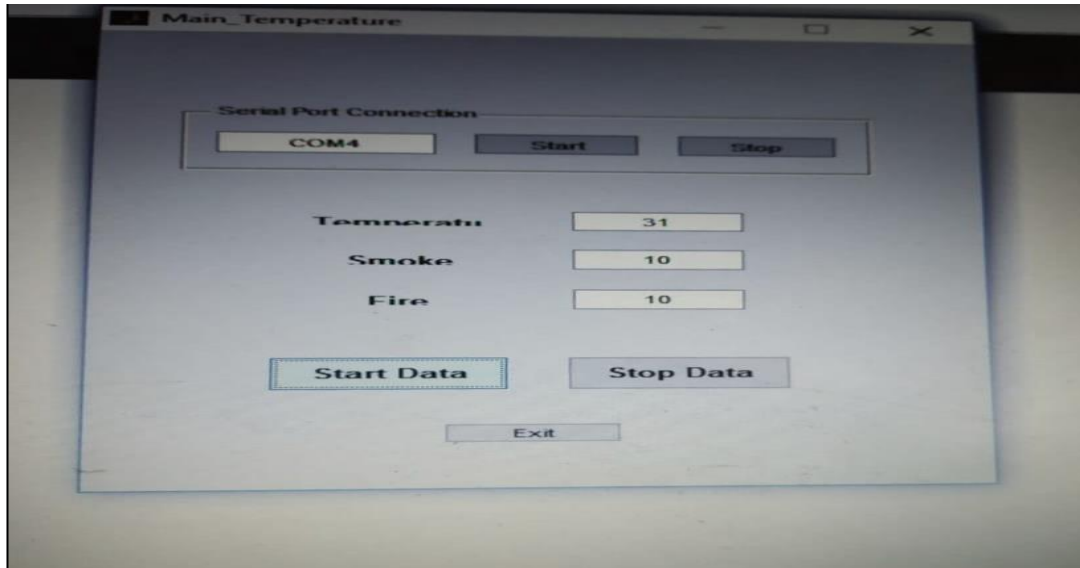 Main_Temperature
Serial Port Connection
COM4 Start Stop
Temperatu 31
Smoke 10
Fire 10
Start Data Stop Data
Exit